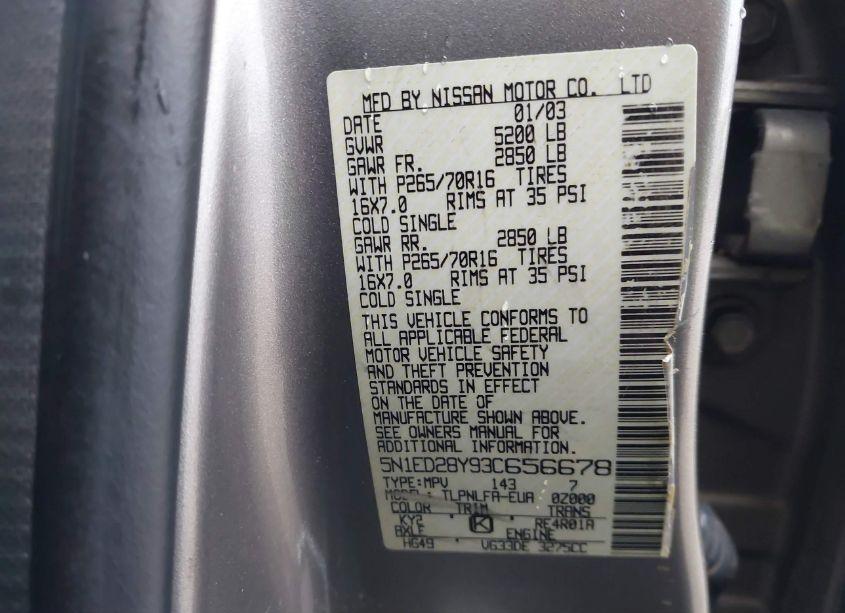 MFD BY NISSAN MOTOR CO. LTD
DATE 01/03
GVWR 5200 LB
GAWR FR. 2850 LB
WITH P265/70R16 TIRES
16X7.0 RIMS AT 35 PSI
COLD SINGLE
GAWR RR. 2850 LB
WITH P265/70R16 TIRES
16X7.0 RIMS AT 35 PSI
COLD SINGLE
THIS VEHICLE CONFORMS TO
ALL APPLICABLE FEDERAL
MOTOR VEHICLE SAFETY
AND THEFT PREVENTION
STANDARDS IN EFFECT
ON THE DATE OF
MANUFACTURE SHOWN ABOVE.
SEE OWNERS MANUAL FOR
ADDITIONAL INFORMATION.
5N1ED28Y93C656678
TYPE:MPV 143 7
MODEL: TLPNLFA-EUA 0Z000
COLOR TRIM TRANS
KY2 K RE4R01A
AXLE ENGINE
HG49 VG33DE 3275CC